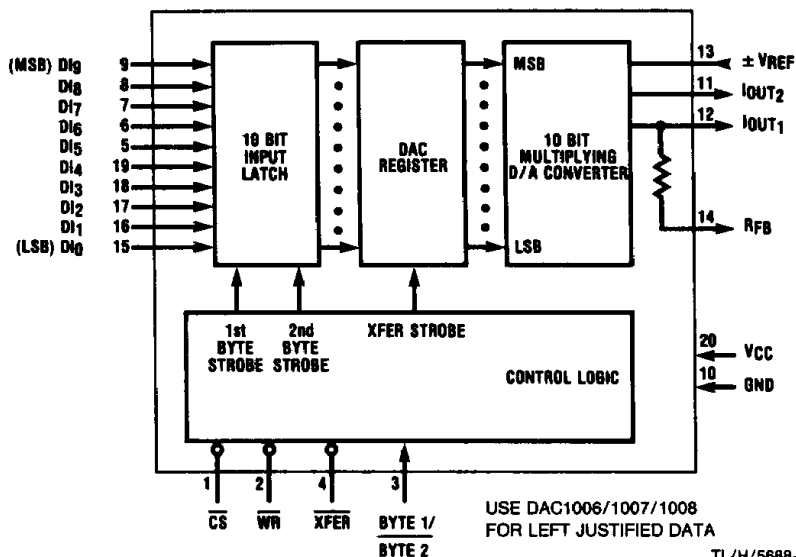 (MSB) DI9 9
DI8 8
DI7 7
DI6 6
DI5 5
DI4 19
DI3 18
DI2 17
DI1 16
(LSB) DI0 15
10 BIT
INPUT
LATCH
DAC
REGISTER
MSB
10 BIT
MULTIPLYING
D/A CONVERTER
LSB
13 ± VREF
11 IOUT2
12 IOUT1
14 RFB
20 VCC
10 GND
1st
BYTE
STROBE
2nd
BYTE
STROBE
XFER STROBE
CONTROL LOGIC
1
2
4
3
CS
WR
XFER
BYTE 1/
BYTE 2
USE DAC1006/1007/1008
FOR LEFT JUSTIFIED DATA